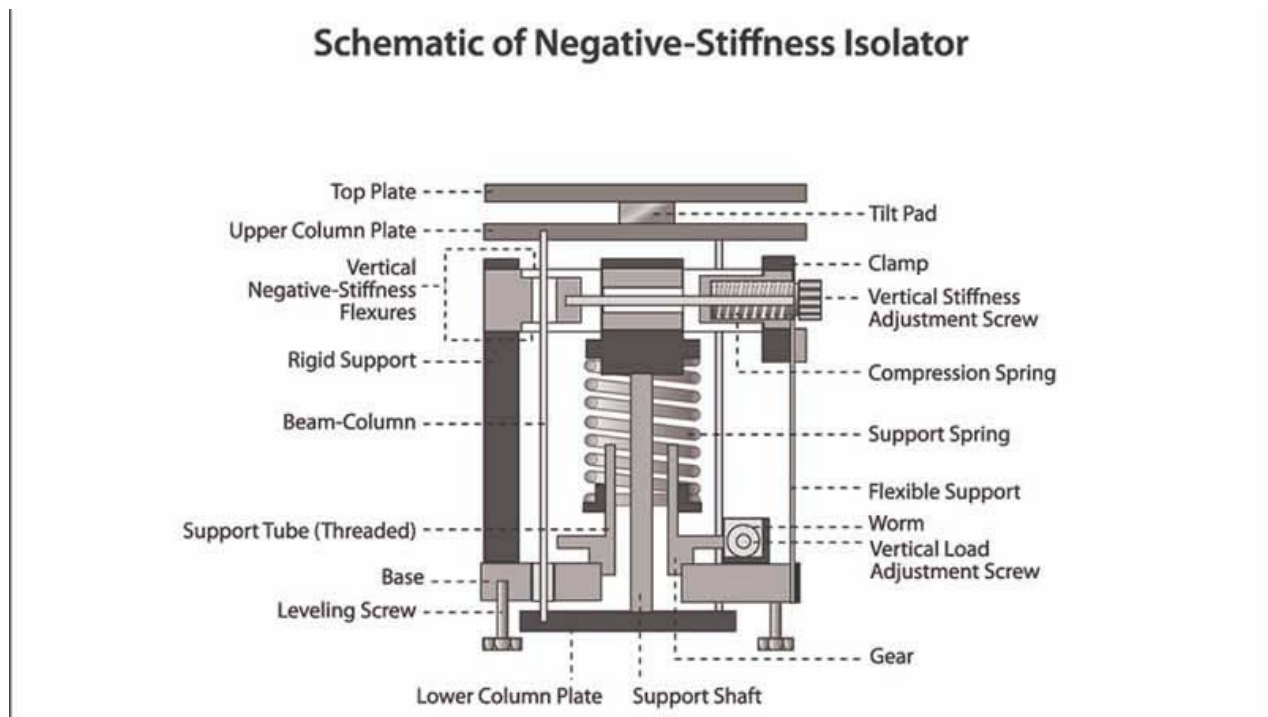 Schematic of Negative-Stiffness Isolator
Top Plate
Tilt Pad
Upper Column Plate
Vertical
Negative-Stiffness
Flexures
Clamp
Vertical Stiffness
Adjustment Screw
Rigid Support
Compression Spring
Beam-Column
Support Spring
Flexible Support
Support Tube (Threaded)
Worm
Vertical Load
Adjustment Screw
Base
Leveling Screw
Gear
Lower Column Plate
Support Shaft